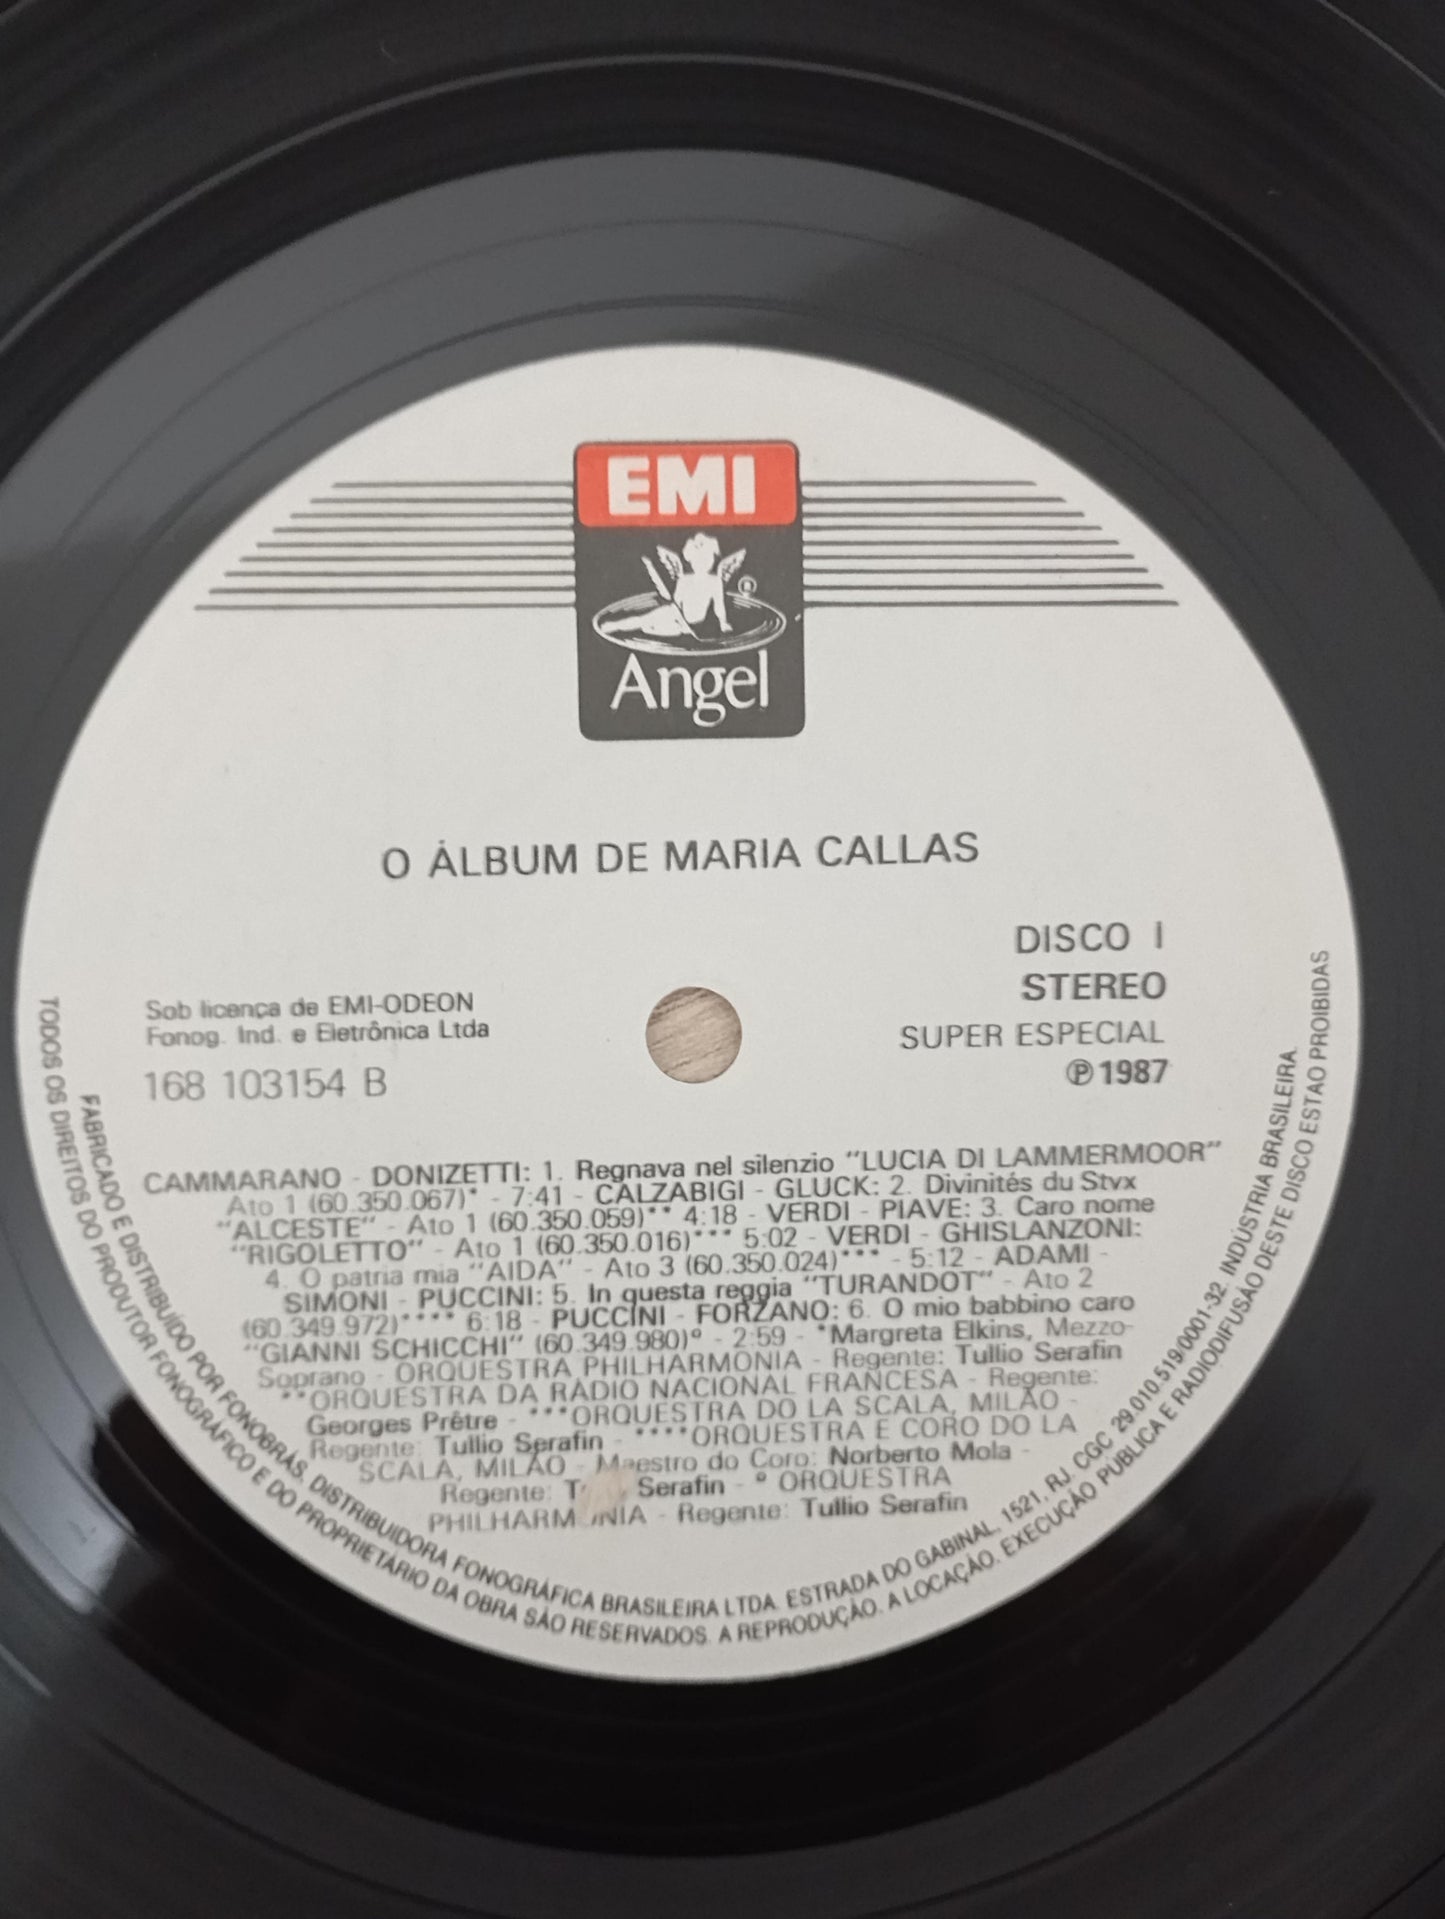 EMI
®
Angel
O ÁLBUM DE MARIA CALLAS
DISCO I
STEREO
SUPER ESPECIAL
Ⓟ 1987
Sob licença de EMI-ODEON
Fonog. Ind. e Eletrônica Ltda
168 103154 B
CAMMARANO - DONIZETTI: 1. Regnava nel silenzio "LUCIA DI LAMMERMOOR"
Ato 1 (60.350.067)* - 7:41 - CALZABIGI - GLUCK: 2. Divinités du Styx
"ALCESTE" - Ato 1 (60.350.059)** 4:18 - VERDI - PIAVE: 3. Caro nome
"RIGOLETTO" - Ato 1 (60.350.016)*** 5:02 - VERDI - GHISLANZONI:
4. O patria mia "AIDA" - Ato 3 (60.350.024)*** - 5:12 - ADAMI -
SIMONI - PUCCINI: 5. In questa reggia "TURANDOT" - Ato 2
(60.349.972)**** 6:18 - PUCCINI - FORZANO: 6. O mio babbino caro
"GIANNI SCHICCHI" (60.349.980)º - 2:59 - *Margreta Elkins, Mezzo-
Soprano - ORQUESTRA PHILHARMONIA - Regente: Tullio Serafin
**ORQUESTRA DA RÁDIO NACIONAL FRANCESA - Regente:
Georges Prêtre - ***ORQUESTRA DO LA SCALA, MILÃO -
Regente: Tullio Serafin - ****ORQUESTRA E CORO DO LA
SCALA, MILÃO - Maestro do Coro: Norberto Mola -
Regente: Serafin - º ORQUESTRA
PHILHARMONIA - Regente: Tullio Serafin
FABRICADO E DISTRIBUÍDO POR FONOBRÁS. DISTRIBUIDORA FONOGRÁFICA BRASILEIRA LTDA. ESTRADA DO GABINAL, 1521, RJ. CGC 29.010.519/0001-32. INDÚSTRIA BRASILEIRA.
TODOS OS DIREITOS DO PRODUTOR FONOGRÁFICO E DO PROPRIETÁRIO DA OBRA SÃO RESERVADOS. A REPRODUÇÃO. A LOCAÇÃO. EXECUÇÃO PÚBLICA E RADIODIFUSÃO DESTE DISCO ESTAO PROIBIDAS